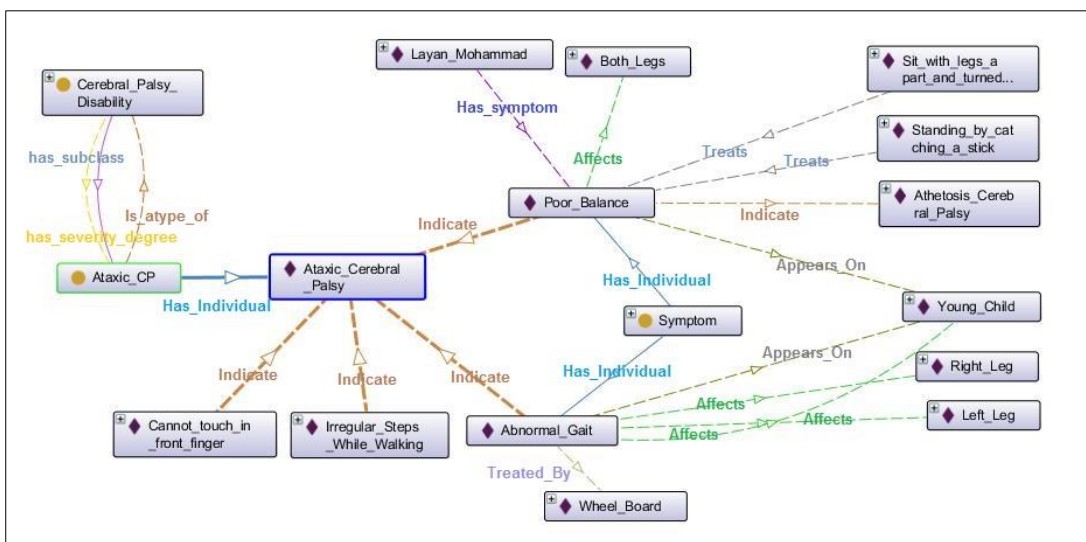 Layan_Mohammad
Both_Legs
Sit_with_legs_a
part_and_turned...
Cerebral_Palsy_
Disability
Has_symptom
Standing_by_cat
ching_a_stick
has_subclass
Affects
Treats
Treats
Poor_Balance
Athetosis_Cereb
ral_Palsy
Is_atype_of
Indicate
has_severity_degree
Indicate
Ataxic_CP
Ataxic_Cerebral
_Palsy
Appears_On
Has_Individual
Has_Individual
Young_Child
Symptom
Appears_On
Right_Leg
Indicate
Indicate
Indicate
Has_Individual
Affects
Left_Leg
Cannot_touch_in
_front_finger
Irregular_Steps
_While_Walking
Abnormal_Gait
Affects
Affects
Treated_By
Wheel_Board